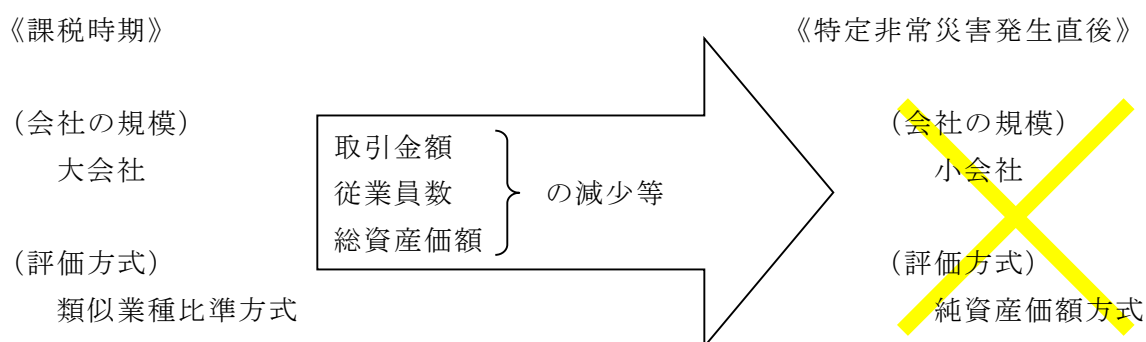 《課税時期》
《特定非常災害発生直後》
(会社の規模)
大会社
(評価方式)
類似業種比準方式
取引金額
従業員数
総資産価額
の減少等
(会社の規模)
小会社
(評価方式)
純資産価額方式